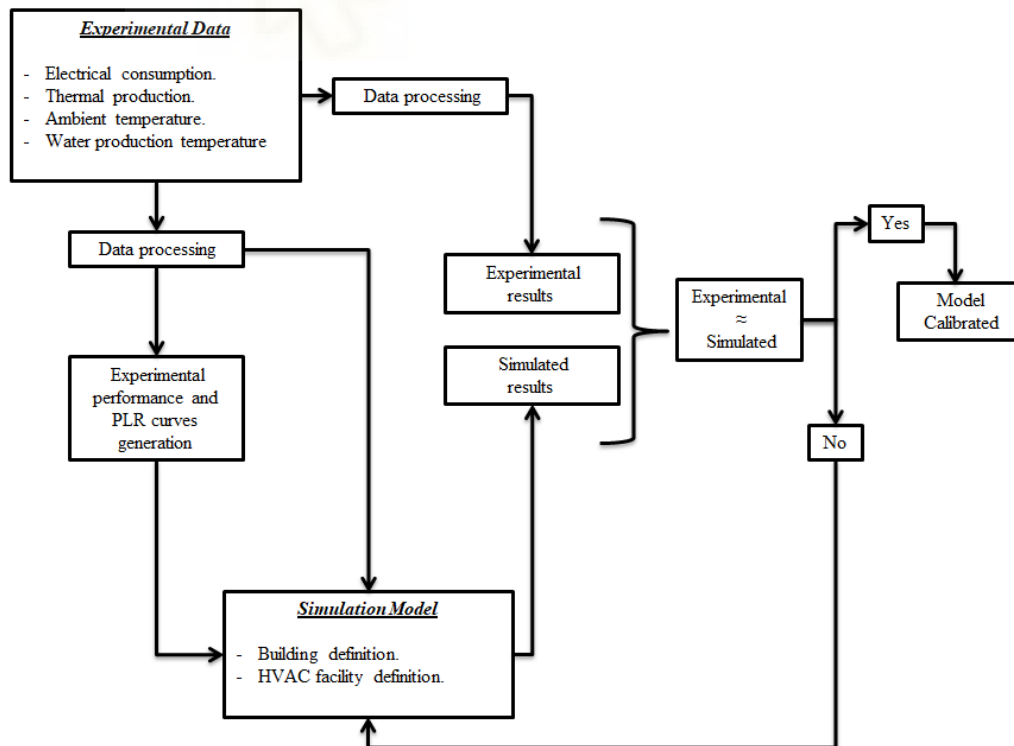 Experimental Data
- Electrical consumption.
- Thermal production.
- Ambient temperature.
- Water production temperature
Data processing
Data processing
Experimental
results
Simulated
results
Experimental
≈
Simulated
Yes
Model
Calibrated
No
Experimental
performance and
PLR curves
generation
Simulation Model
- Building definition.
- HVAC facility definition.